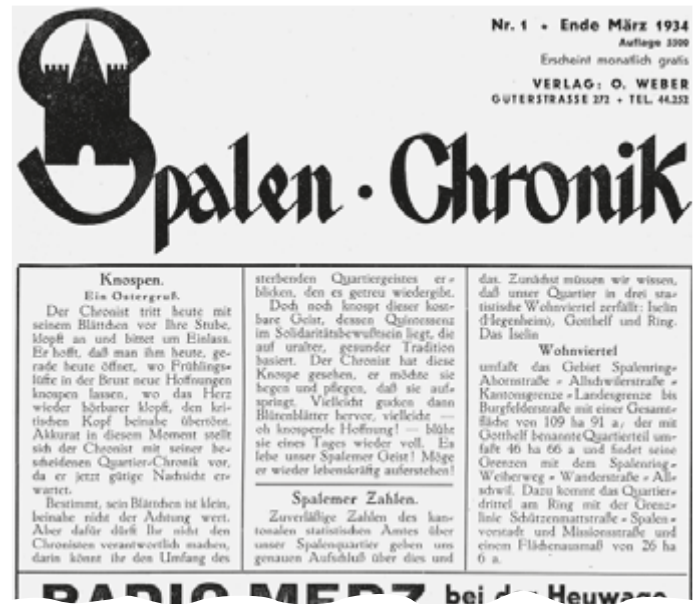 Nr. 1 • Ende März 1934
Auflage 5300
Erscheint monatlich gratis
VERLAG: O. WEBER
GUTERSTRASSE 272 + TEL. 44.252
Spalen • Chronik
Knospen.
Ein Ostergruß.
Der Chronist tritt heute mit
seinem Blättchen vor Ihre Stube,
klopft an und bittet um Einlass.
Er hofft, daß man ihm heute, ge-
rade heute öffnet, wo Frühlings-
lüfte in der Brust neue Hoffnungen
knospen lassen, wo das Herz
wieder hörbarer klopft, den kri-
tischen Kopf beinahe übertönt.
Akkurat in diesem Moment stellt
sich der Chronist mit seiner be-
scheidenen Quartier-Chronik vor,
da er jetzt gütige Nachsicht er-
wartet.
Bestimmt, sein Blättchen ist klein,
beinahe nicht der Achtung wert.
Aber dafür dürft Ihr nicht den
Chronisten verantwortlich machen,
darin könnt ihr den Umfang des
sterbenden Quartiergeistes er-
blicken, den es getreu wiedergibt.
Doch noch knospt dieser kost-
bare Geist, dessen Quintessenz
im Solidaritätsbewußtsein liegt, die
auf uralter, gesunder Tradition
basiert. Der Chronist hat diese
Knospe gesehen, er möchte sie
hegen und pflegen, daß sie auf-
springt. Vielleicht gucken dann
Blütenblätter hervor, vielleicht —
oh knospende Hoffnung! — blüht
sie eines Tages wieder voll. Es
lebe unser Spalemer Geist! Möge
er wieder lebenskräftig auferstehen!
Spalemer Zahlen.
Zuverläßige Zahlen des kan-
tonalen statistischen Amtes über
unser Spalenquartier geben uns
genauen Aufschluß über dies und
das. Zunächst müssen wir wissen,
daß unser Quartier in drei sta-
tistische Wohnviertel zerfällt: Iselin
(Hegenheim), Gotthelf und Ring.
Das Iselin
Wohnviertel
umfaßt das Gebiet Spalenring-
Ahornstraße - Allschwilerstraße -
Kantonsgrenze - Landesgrenze bis
Burgfelderstraße mit einer Gesamt-
fläche von 109 ha 91 a, der mit
Gotthelf benannte Quartierteil um-
faßt 46 ha 66 a und findet seine
Grenzen mit dem Spalenring-
Weiherweg - Wanderstraße - All-
schwil. Dazu kommt das Quartier-
drittel am Ring mit der Grenz-
linie Schützenmattstraße - Spalen-
vorstadt und Missionsstraße und
einem Flächenausmaß von 26 ha
6 a.
RADIO MERZ bei der Heuwage